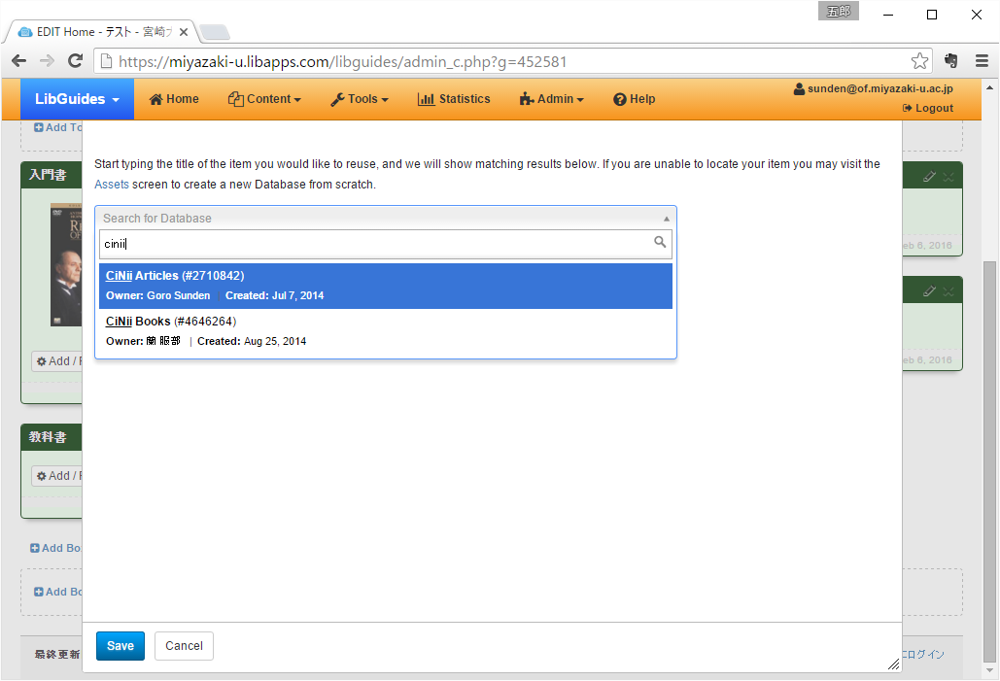 五郎
EDIT Home - テスト - 宮崎大
https://miyazaki-u.libapps.com/libguides/admin_c.php?g=452581
LibGuides Home Content Tools Statistics Admin Help
sunden@of.miyazaki-u.ac.jp
Logout
Add To
Start typing the title of the item you would like to reuse, and we will show matching results below. If you are unable to locate your item you may visit the
Assets screen to create a new Database from scratch.
入門書
Search for Database
cinii
CiNii Articles (#2710842)
Owner: Goro Sunden Created: Jul 7, 2014
CiNii Books (#4646264)
Owner: 蘭 服部 | Created: Aug 25, 2014
eb 6, 2016
eb 6, 2016
Add / R
教科書
Add / R
Add Bo
Add Bo
Save Cancel
最終更新
ログイン